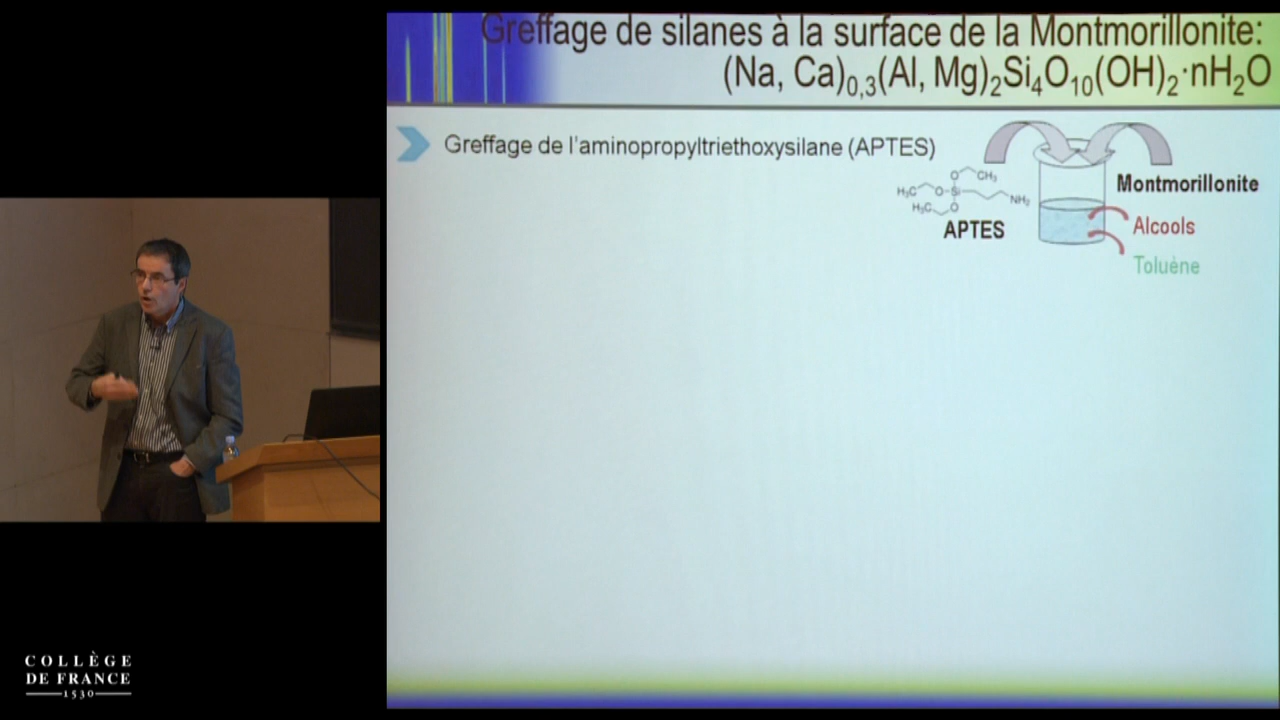 Greffage de silanes à la surface de la Montmorillonite:
(Na, Ca)0,3(Al, Mg)2Si4O10(OH)2·nH2O
Greffage de l'aminopropyltriethoxysilane (APTES)
O CH3
H3C O-Si NH2
H3C O
APTES
Montmorillonite
Alcools
Toluène
COLLÈGE
DE FRANCE
1530